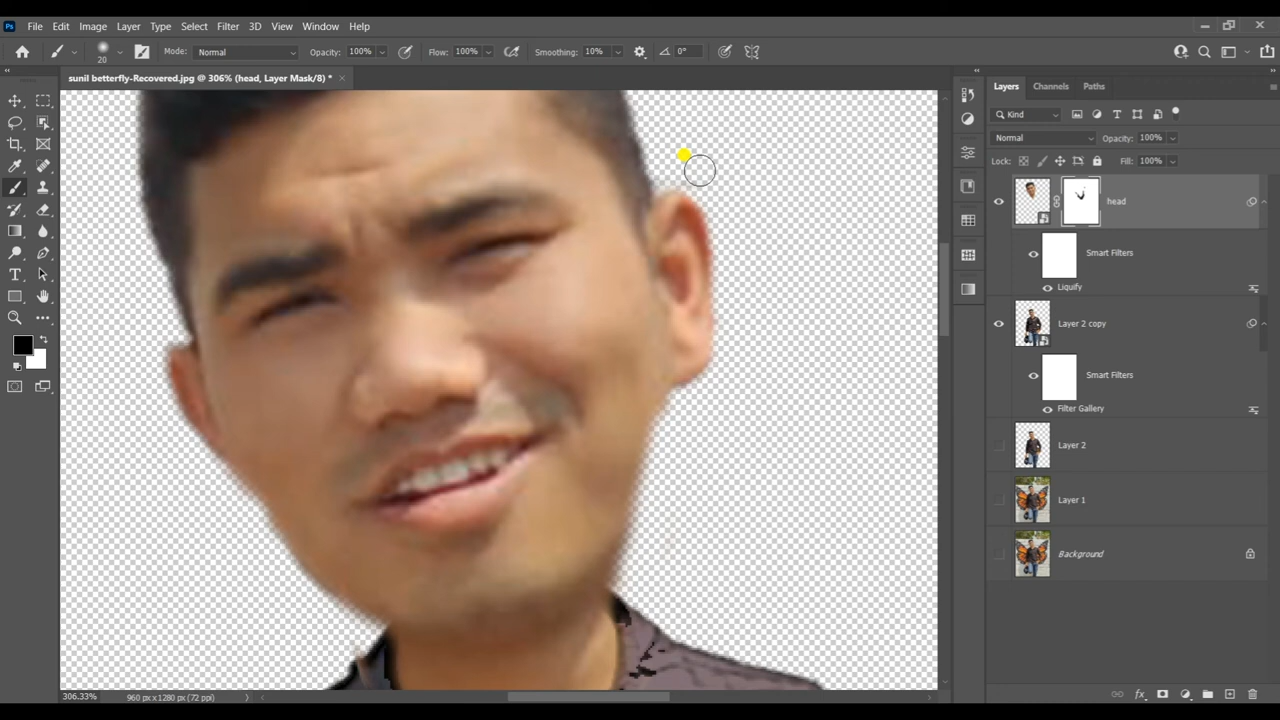 Ps File Edit Image Layer Type Select Filter 3D View Window Help
20 Mode: Normal Opacity: 100% Flow: 100% Smoothing: 10% 0°
sunil betterfly-Recovered.jpg @ 306% (head, Layer Mask/8) *
Layers Channels Paths
Kind
Normal Opacity: 100%
Lock: Fill: 100%
head
Smart Filters
Liquify
Layer 2 copy
Smart Filters
Filter Gallery
Layer 2
Layer 1
Background
306.33% 960 px x 1280 px (72 ppi)
fx